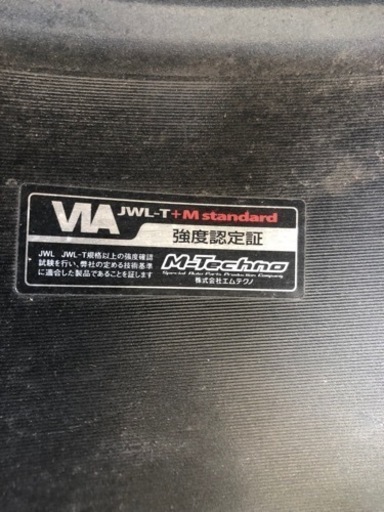 VIA JWL-T+M standard
強度認定証
JWL JWL-T規格以上の強度確認
試験を行い、弊社の定める技術基準
に適合した製品であることを証します
M-Techno
Special Auto Parts Production Company
株式会社エムテクノ